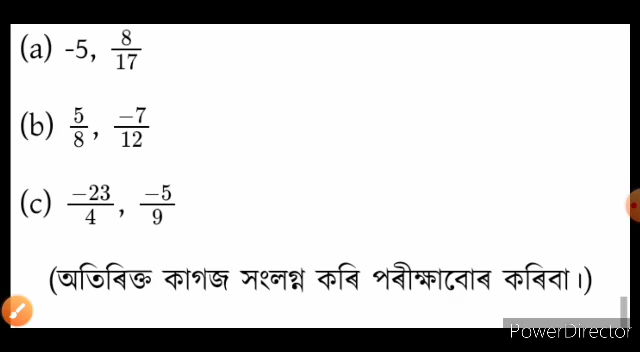 (a) -5, 8/17
(b) 5/8, -7/12
(c) -23/4, -5/9
(অতিৰিক্ত কাগজ সংলগ্ন কৰি পৰীক্ষাবোৰ কৰিবা।)
PowerDirector